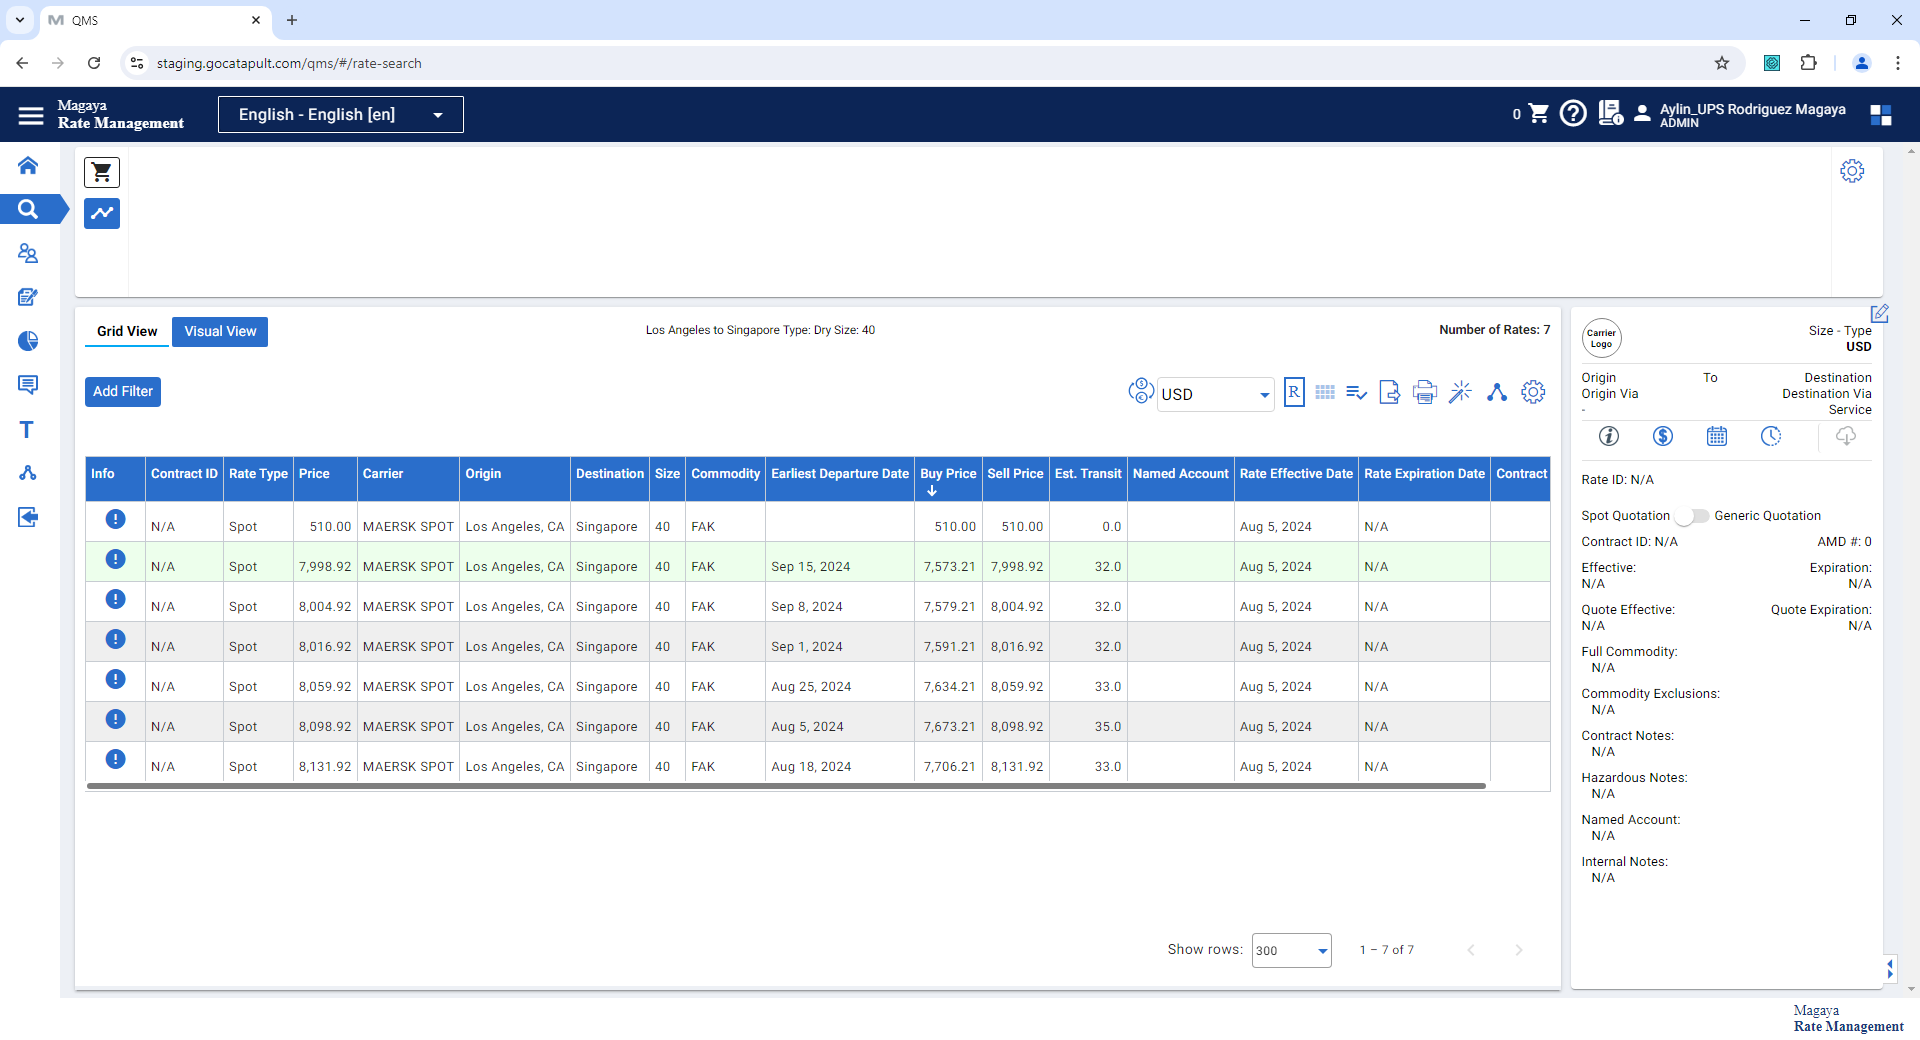 QMS
staging.gocatapult.com/qms/#/rate-search
Magaya
Rate Management
English - English [en]
0
Aylin_UPS Rodriguez Magaya
ADMIN
Grid View
Visual View
Los Angeles to Singapore Type: Dry Size: 40
Number of Rates: 7
Add Filter
USD
R
Info Contract ID Rate Type Price Carrier Origin Destination Size Commodity Earliest Departure Date Buy Price Sell Price Est. Transit Named Account Rate Effective Date Rate Expiration Date Contract
N/A Spot 510.00 MAERSK SPOT Los Angeles, CA Singapore 40 FAK 510.00 510.00 0.0 Aug 5, 2024 N/A
N/A Spot 7,998.92 MAERSK SPOT Los Angeles, CA Singapore 40 FAK Sep 15, 2024 7,573.21 7,998.92 32.0 Aug 5, 2024 N/A
N/A Spot 8,004.92 MAERSK SPOT Los Angeles, CA Singapore 40 FAK Sep 8, 2024 7,579.21 8,004.92 32.0 Aug 5, 2024 N/A
N/A Spot 8,016.92 MAERSK SPOT Los Angeles, CA Singapore 40 FAK Sep 1, 2024 7,591.21 8,016.92 32.0 Aug 5, 2024 N/A
N/A Spot 8,059.92 MAERSK SPOT Los Angeles, CA Singapore 40 FAK Aug 25, 2024 7,634.21 8,059.92 33.0 Aug 5, 2024 N/A
N/A Spot 8,098.92 MAERSK SPOT Los Angeles, CA Singapore 40 FAK Aug 5, 2024 7,673.21 8,098.92 35.0 Aug 5, 2024 N/A
N/A Spot 8,131.92 MAERSK SPOT Los Angeles, CA Singapore 40 FAK Aug 18, 2024 7,706.21 8,131.92 33.0 Aug 5, 2024 N/A
Show rows: 300 1 – 7 of 7
Carrier
Logo
Size - Type
USD
Origin To Destination
Origin Via Destination Via
- Service
Rate ID: N/A
Spot Quotation Generic Quotation
Contract ID: N/A AMD #: 0
Effective: Expiration:
N/A N/A
Quote Effective: Quote Expiration:
N/A N/A
Full Commodity:
N/A
Commodity Exclusions:
N/A
Contract Notes:
N/A
Hazardous Notes:
N/A
Named Account:
N/A
Internal Notes:
N/A
Magaya
Rate Management